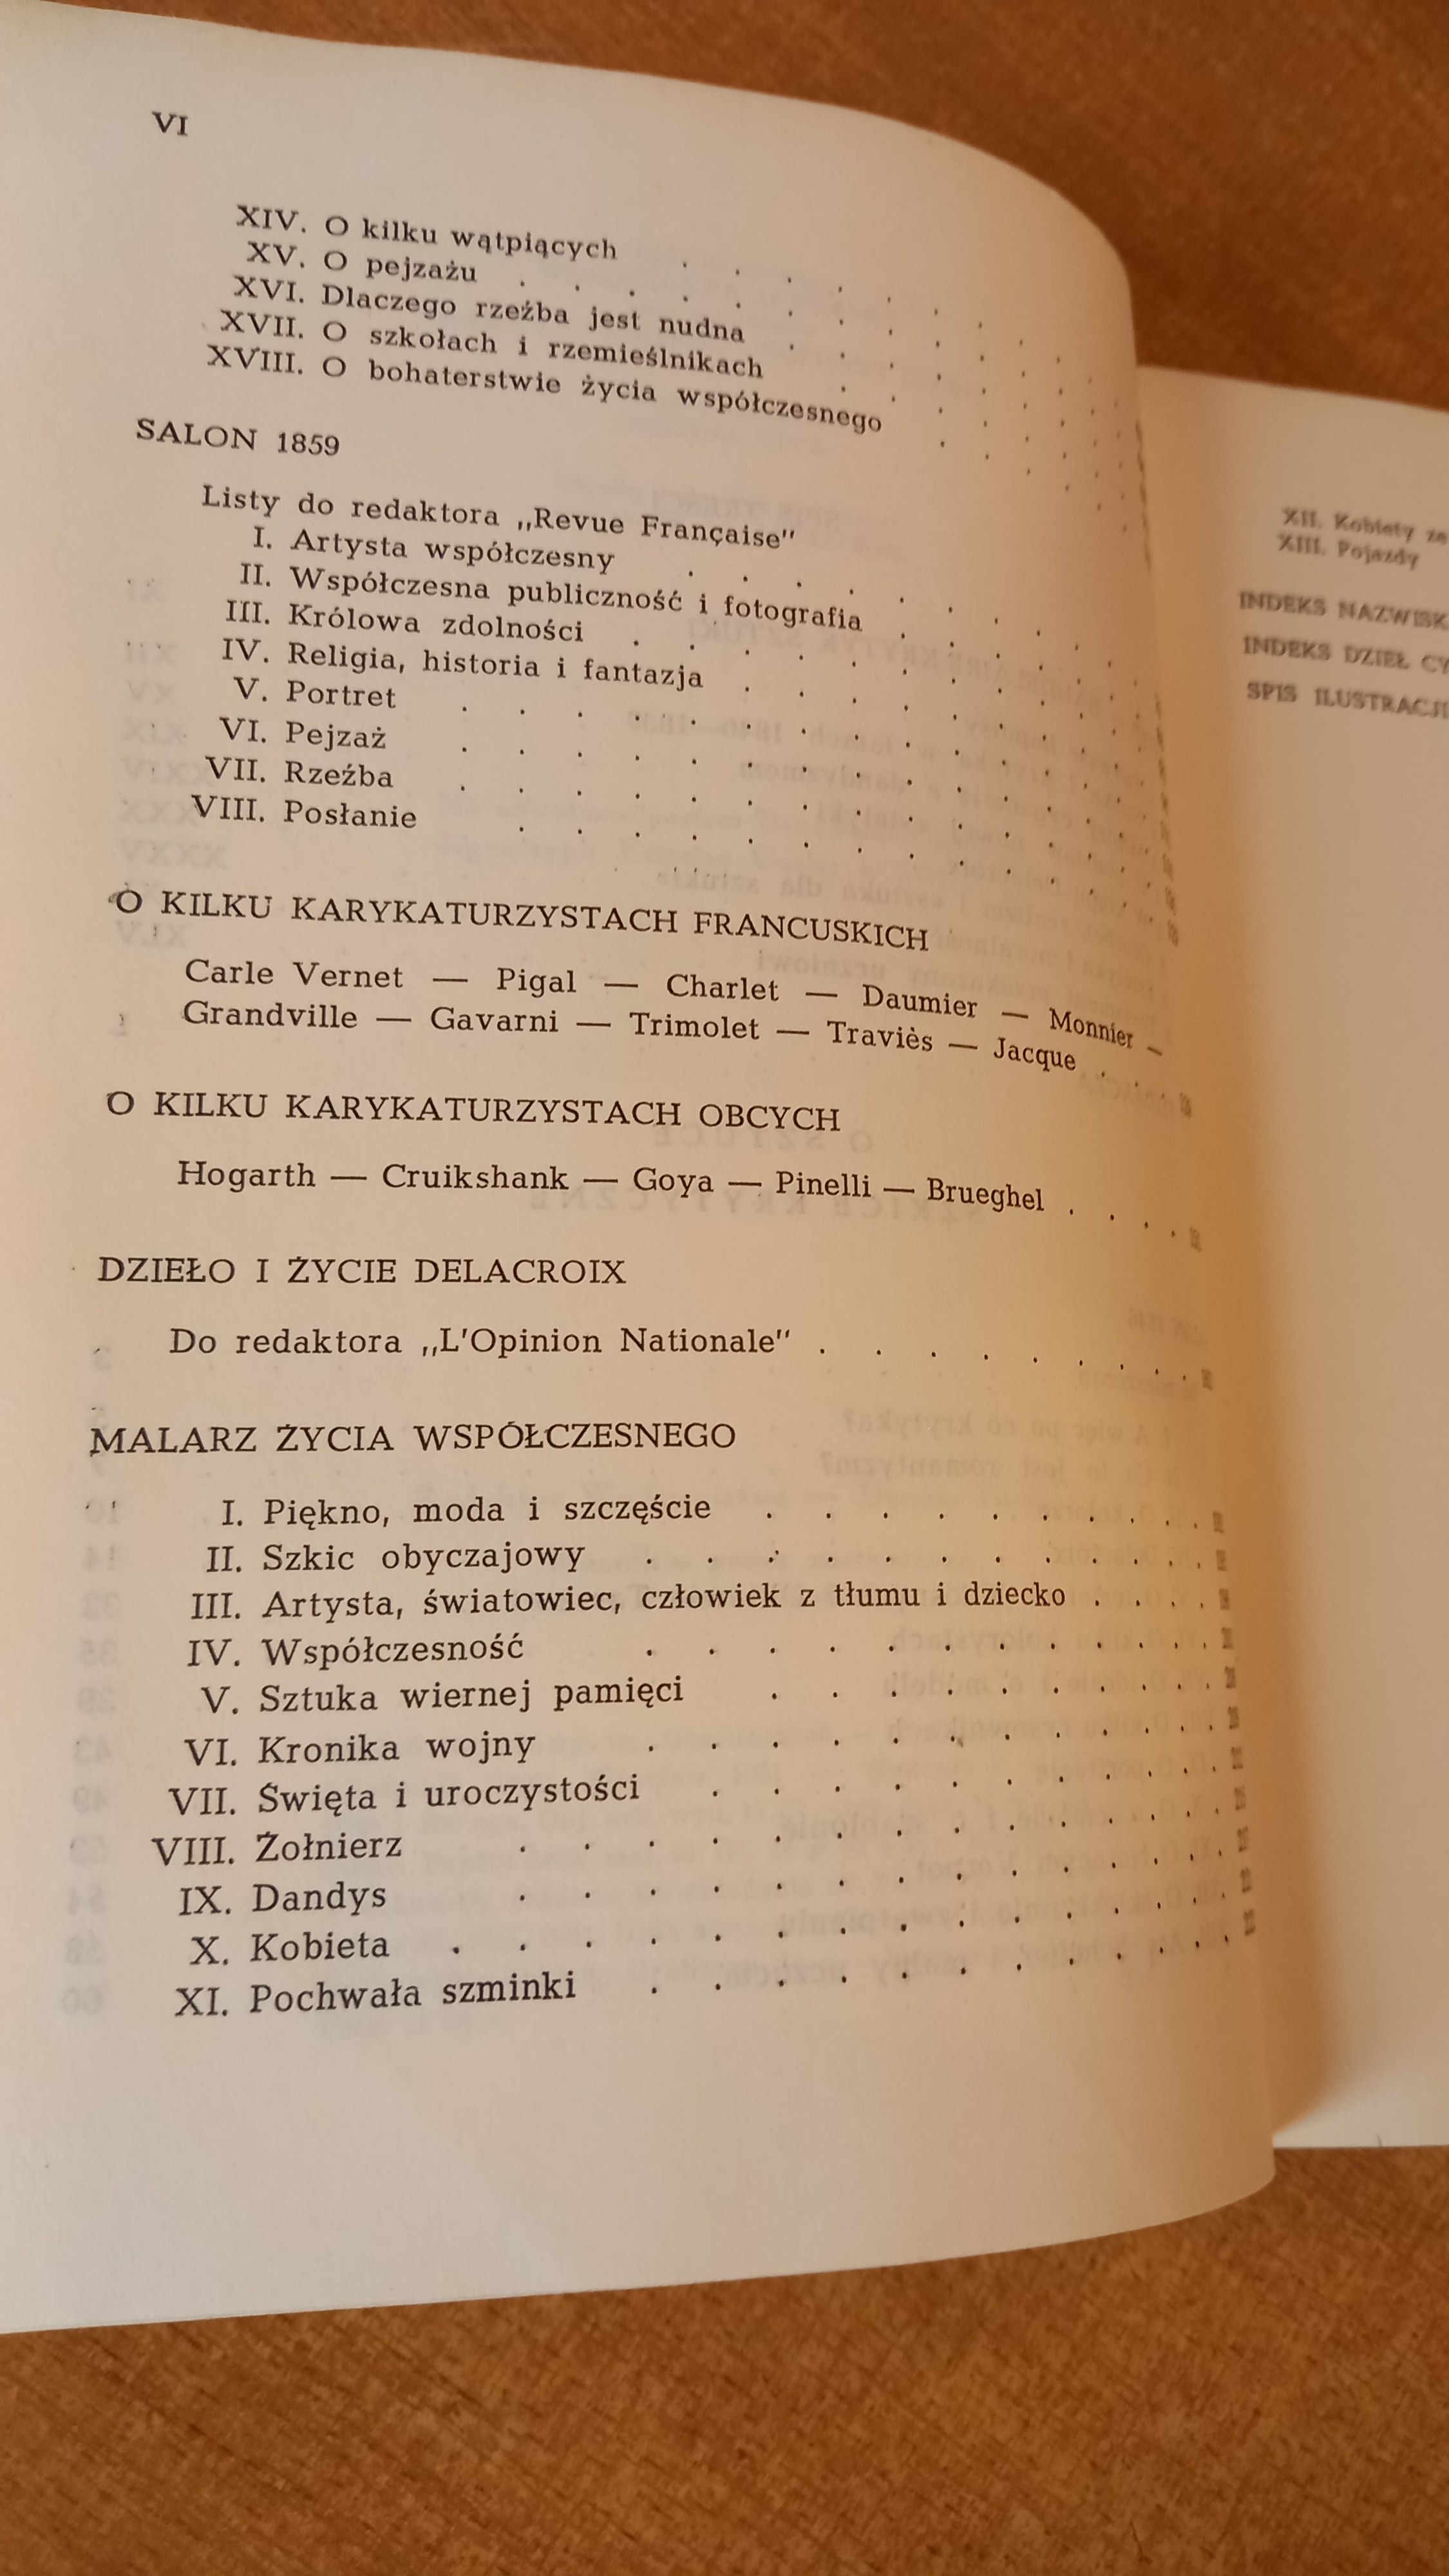 VI
XIV. O kilku wątpiących
XV. O pejzażu
XVI. Dlaczego rzeźba jest nudna
XVII. O szkołach i rzemieślnikach
XVIII. O bohaterstwie życia współczesnego
SALON 1859
Listy do redaktora „Revue Française"
I. Artysta współczesny
II. Współczesna publiczność i fotografia
III. Królowa zdolności
IV. Religia, historia i fantazja
V. Portret
VI. Pejzaż
VII. Rzeźba
VIII. Posłanie
O KILKU KARYKATURZYSTACH FRANCUSKICH
Carle Vernet — Pigal — Charlet — Daumier — Monnier —
Grandville — Gavarni — Trimolet — Traviès — Jacque
O KILKU KARYKATURZYSTACH OBCYCH
Hogarth — Cruikshank — Goya — Pinelli — Brueghel
DZIEŁO I ŻYCIE DELACROIX
Do redaktora „L'Opinion Nationale"
MALARZ ŻYCIA WSPÓŁCZESNEGO
I. Piękno, moda i szczęście
II. Szkic obyczajowy
III. Artysta, światowiec, człowiek z tłumu i dziecko
IV. Współczesność
V. Sztuka wiernej pamięci
VI. Kronika wojny
VII. Święta i uroczystości
VIII. Żołnierz
IX. Dandys
X. Kobieta
XI. Pochwała szminki
XII. Kobiety
XIII. Pojazdy
INDEKS NAZWISK
INDEKS DZIEŁ
SPIS ILUSTRACJI